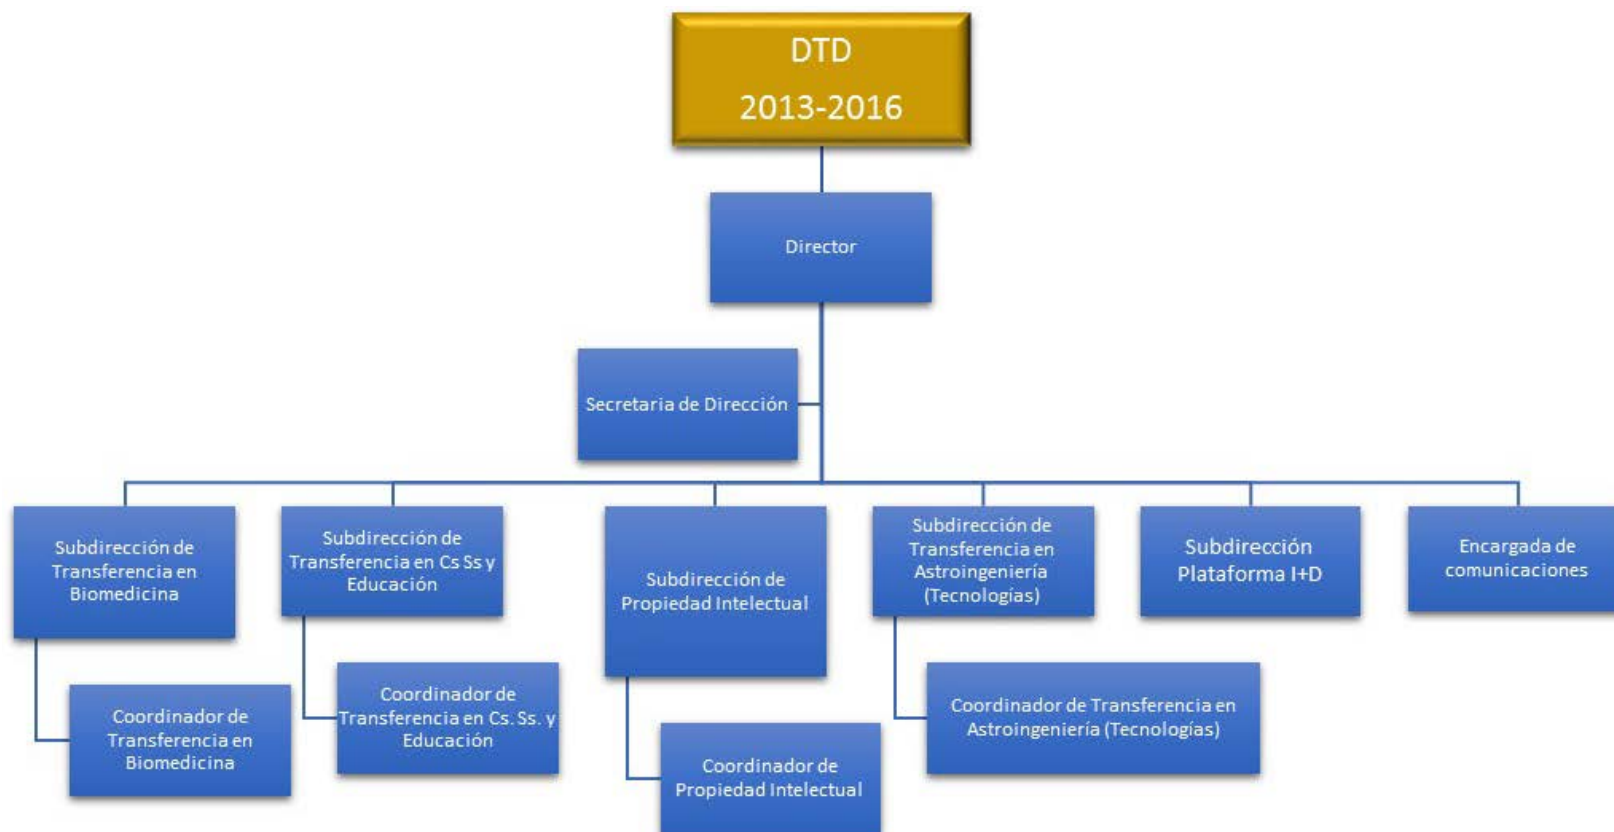 DTD
2013-2016
Director
Secretaria de Dirección
Subdirección de
Transferencia en
Biomedicina
Subdirección de
Transferencia en Cs Ss y
Educación
Subdirección de
Propiedad Intelectual
Subdirección de
Transferencia en
Astroingeniería
(Tecnologías)
Subdirección
Plataforma I+D
Encargada de
comunicaciones
Coordinador de
Transferencia en
Biomedicina
Coordinador de
Transferencia en Cs. Ss. y
Educación
Coordinador de
Propiedad Intelectual
Coordinador de Transferencia en
Astroingeniería (Tecnologías)